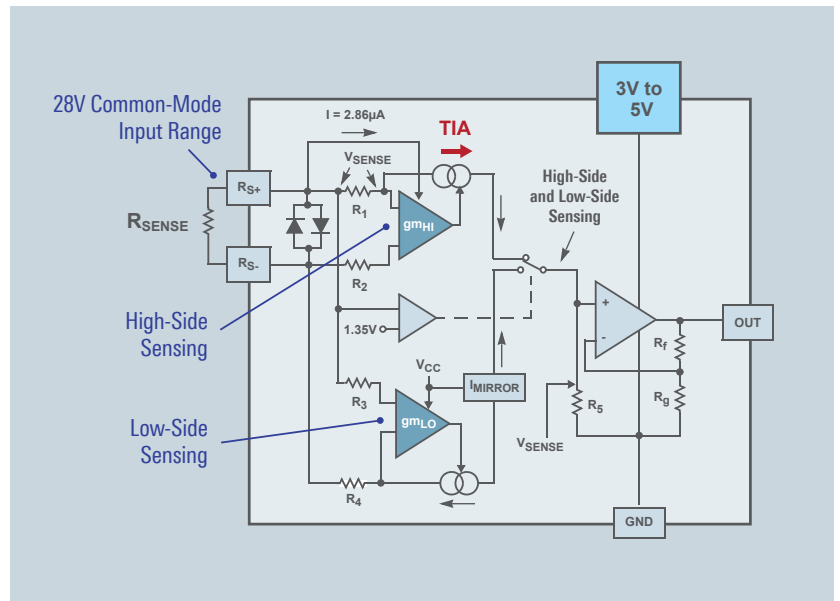 28V Common-Mode
Input Range
I = 2.86µA
TIA
3V to
5V
VSENSE
RS+
R1
gmHI
High-Side
and Low-Side
Sensing
RSENSE
RS-
R2
High-Side
Sensing
1.35V
+
-
OUT
Rf
VCC
IMIRROR
R3
gmLO
R5
Rg
Low-Side
Sensing
VSENSE
R4
GND